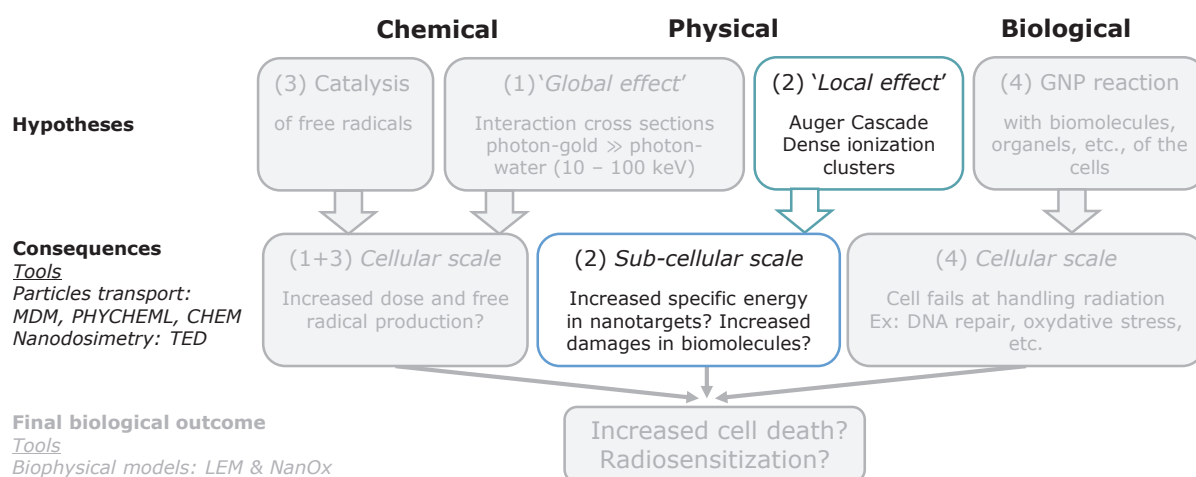 Chemical
Physical
Biological
Hypotheses
(3) Catalysis
of free radicals
(1) ‘Global effect’
Interaction cross sections
photon-gold ≫ photon-
water (10 – 100 keV)
(2) ‘Local effect’
Auger Cascade
Dense ionization
clusters
(4) GNP reaction
with biomolecules,
organels, etc., of the
cells
Consequences
Tools
Particles transport:
MDM, PHYCHEML, CHEM
Nanodosimetry: TED
(1+3) Cellular scale
Increased dose and free
radical production?
(2) Sub-cellular scale
Increased specific energy
in nanotargets? Increased
damages in biomolecules?
(4) Cellular scale
Cell fails at handling radiation
Ex: DNA repair, oxydative stress,
etc.
Final biological outcome
Tools
Biophysical models: LEM & NanOx
Increased cell death?
Radiosensitization?